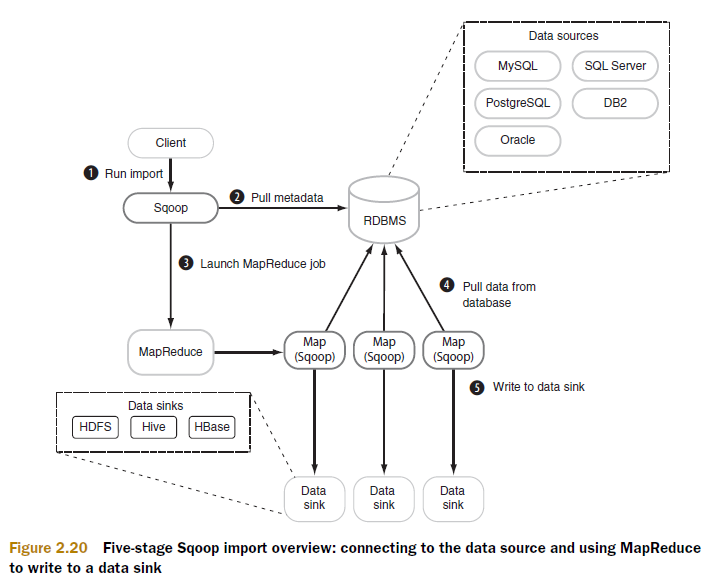 Data sources
MySQL
SQL Server
PostgreSQL
DB2
Oracle
Client
1 Run import
Sqoop
2 Pull metadata
RDBMS
3 Launch MapReduce job
4 Pull data from
database
MapReduce
Map
(Sqoop)
Map
(Sqoop)
Map
(Sqoop)
5 Write to data sink
Data sinks
HDFS
Hive
HBase
Data
sink
Data
sink
Data
sink
Figure 2.20 Five-stage Sqoop import overview: connecting to the data source and using MapReduce
to write to a data sink